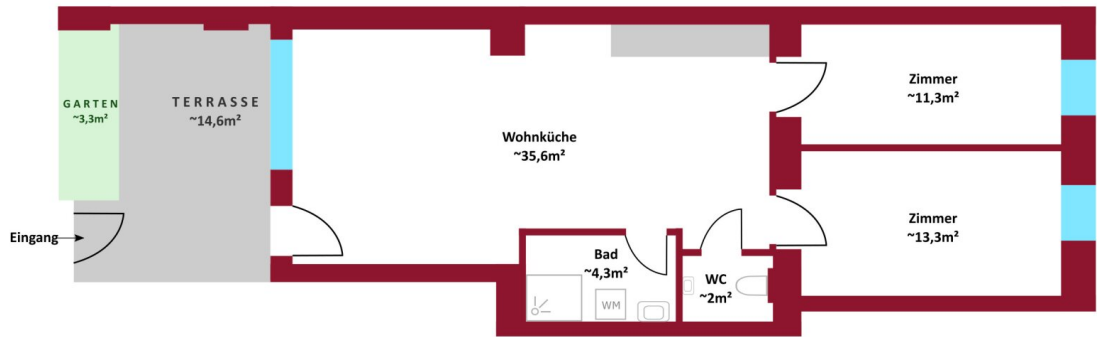 GARTEN
~3,3m²
TERRASSE
~14,6m²
Eingang
Wohnküche
~35,6m²
Zimmer
~11,3m²
Zimmer
~13,3m²
Bad
~4,3m²
WM
WC
~2m²